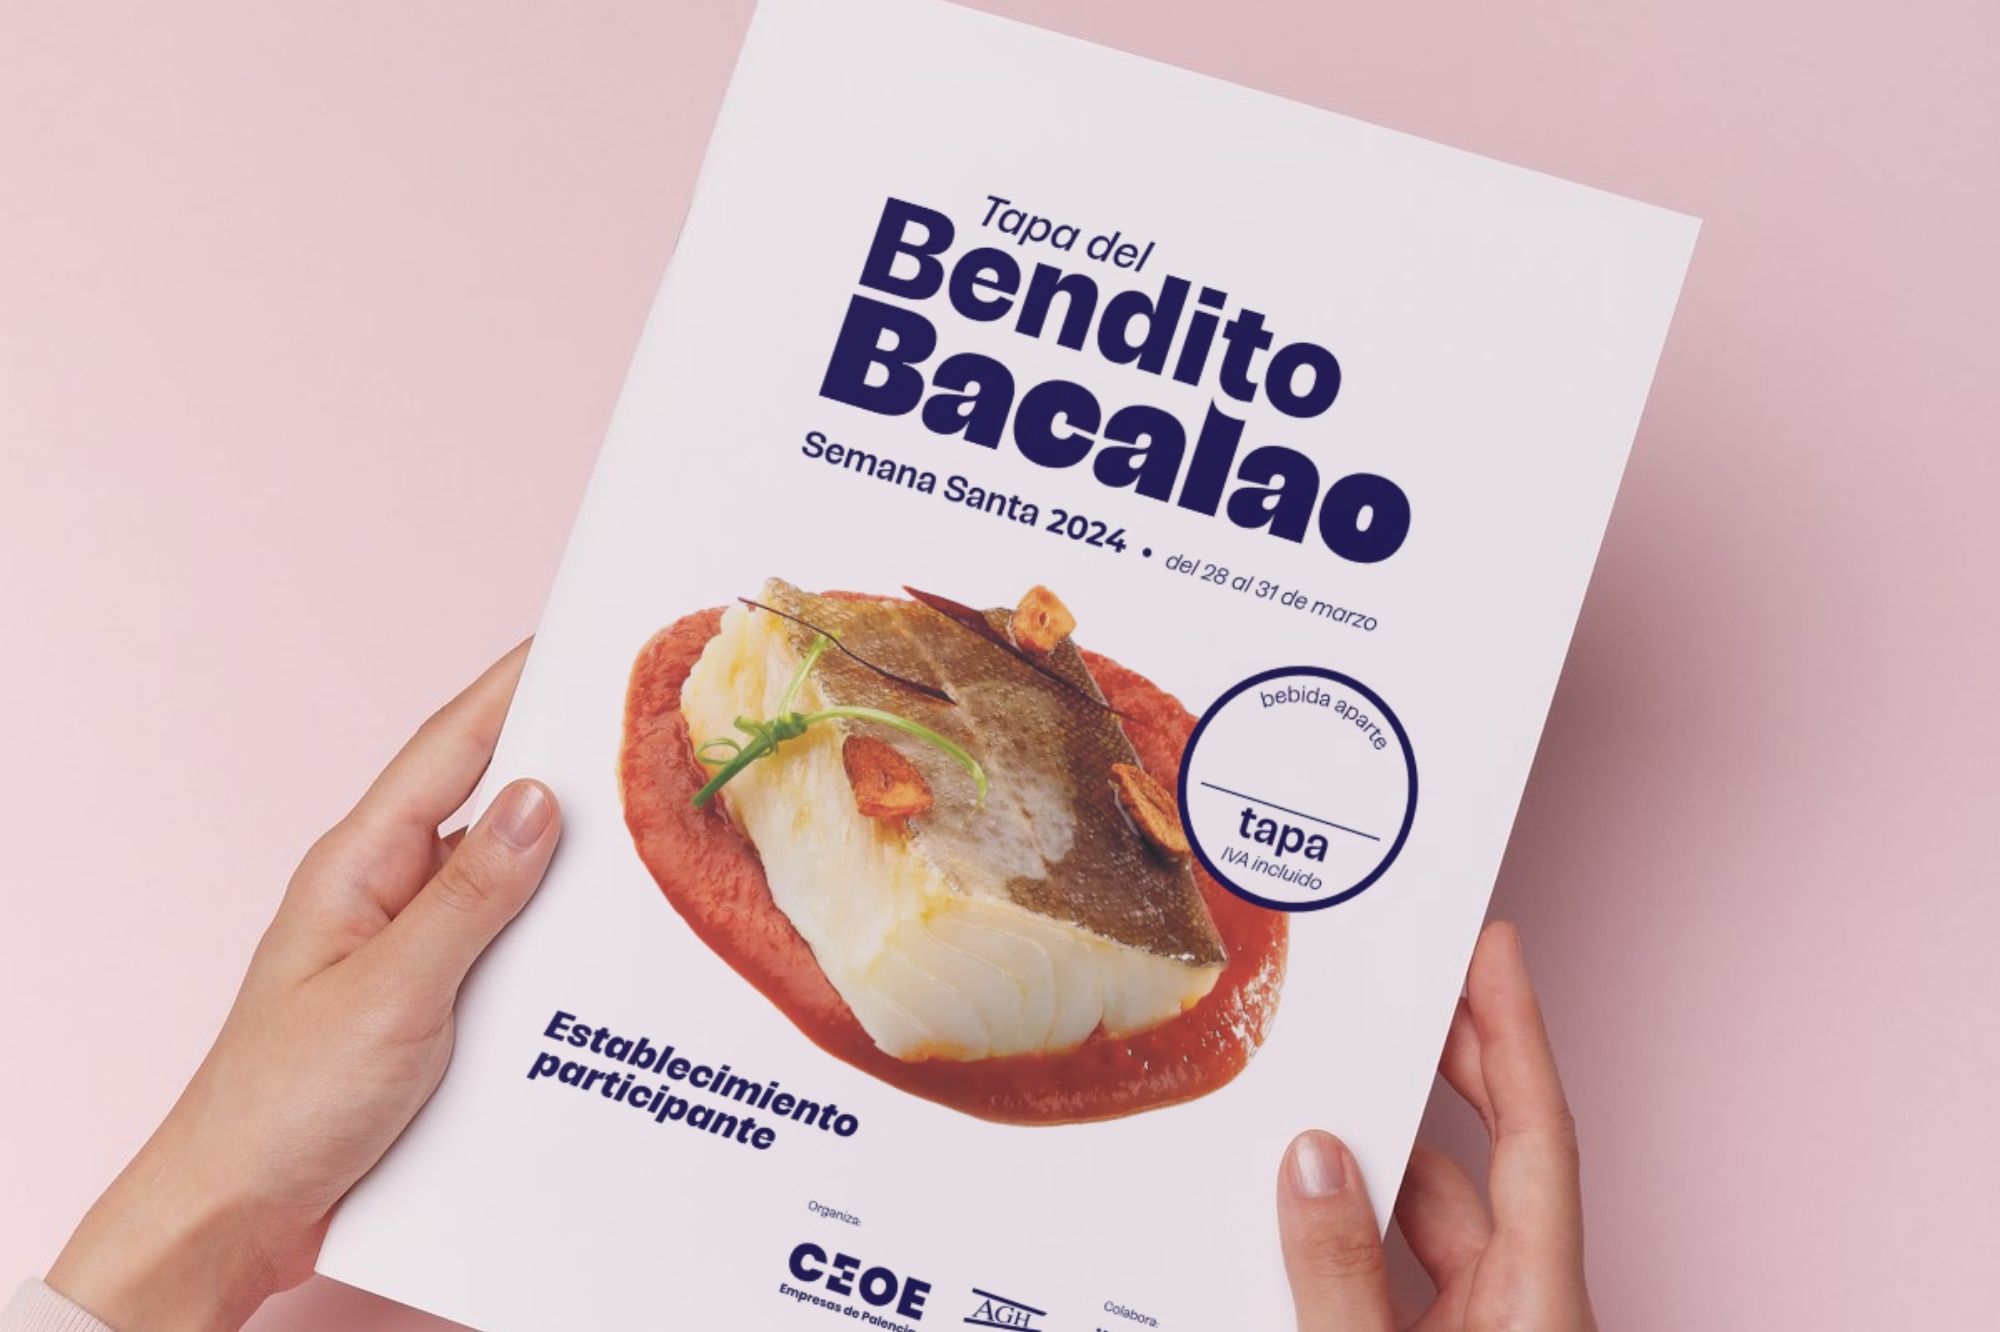 Tapa del
Bendito
Bacalao
Semana Santa 2024 • del 28 al 31 de marzo
bebida aparte
tapa
IVA incluido
Establecimiento
participante
Organiza:
CEOE
Empresas de Palencia
AGH
Colabora: